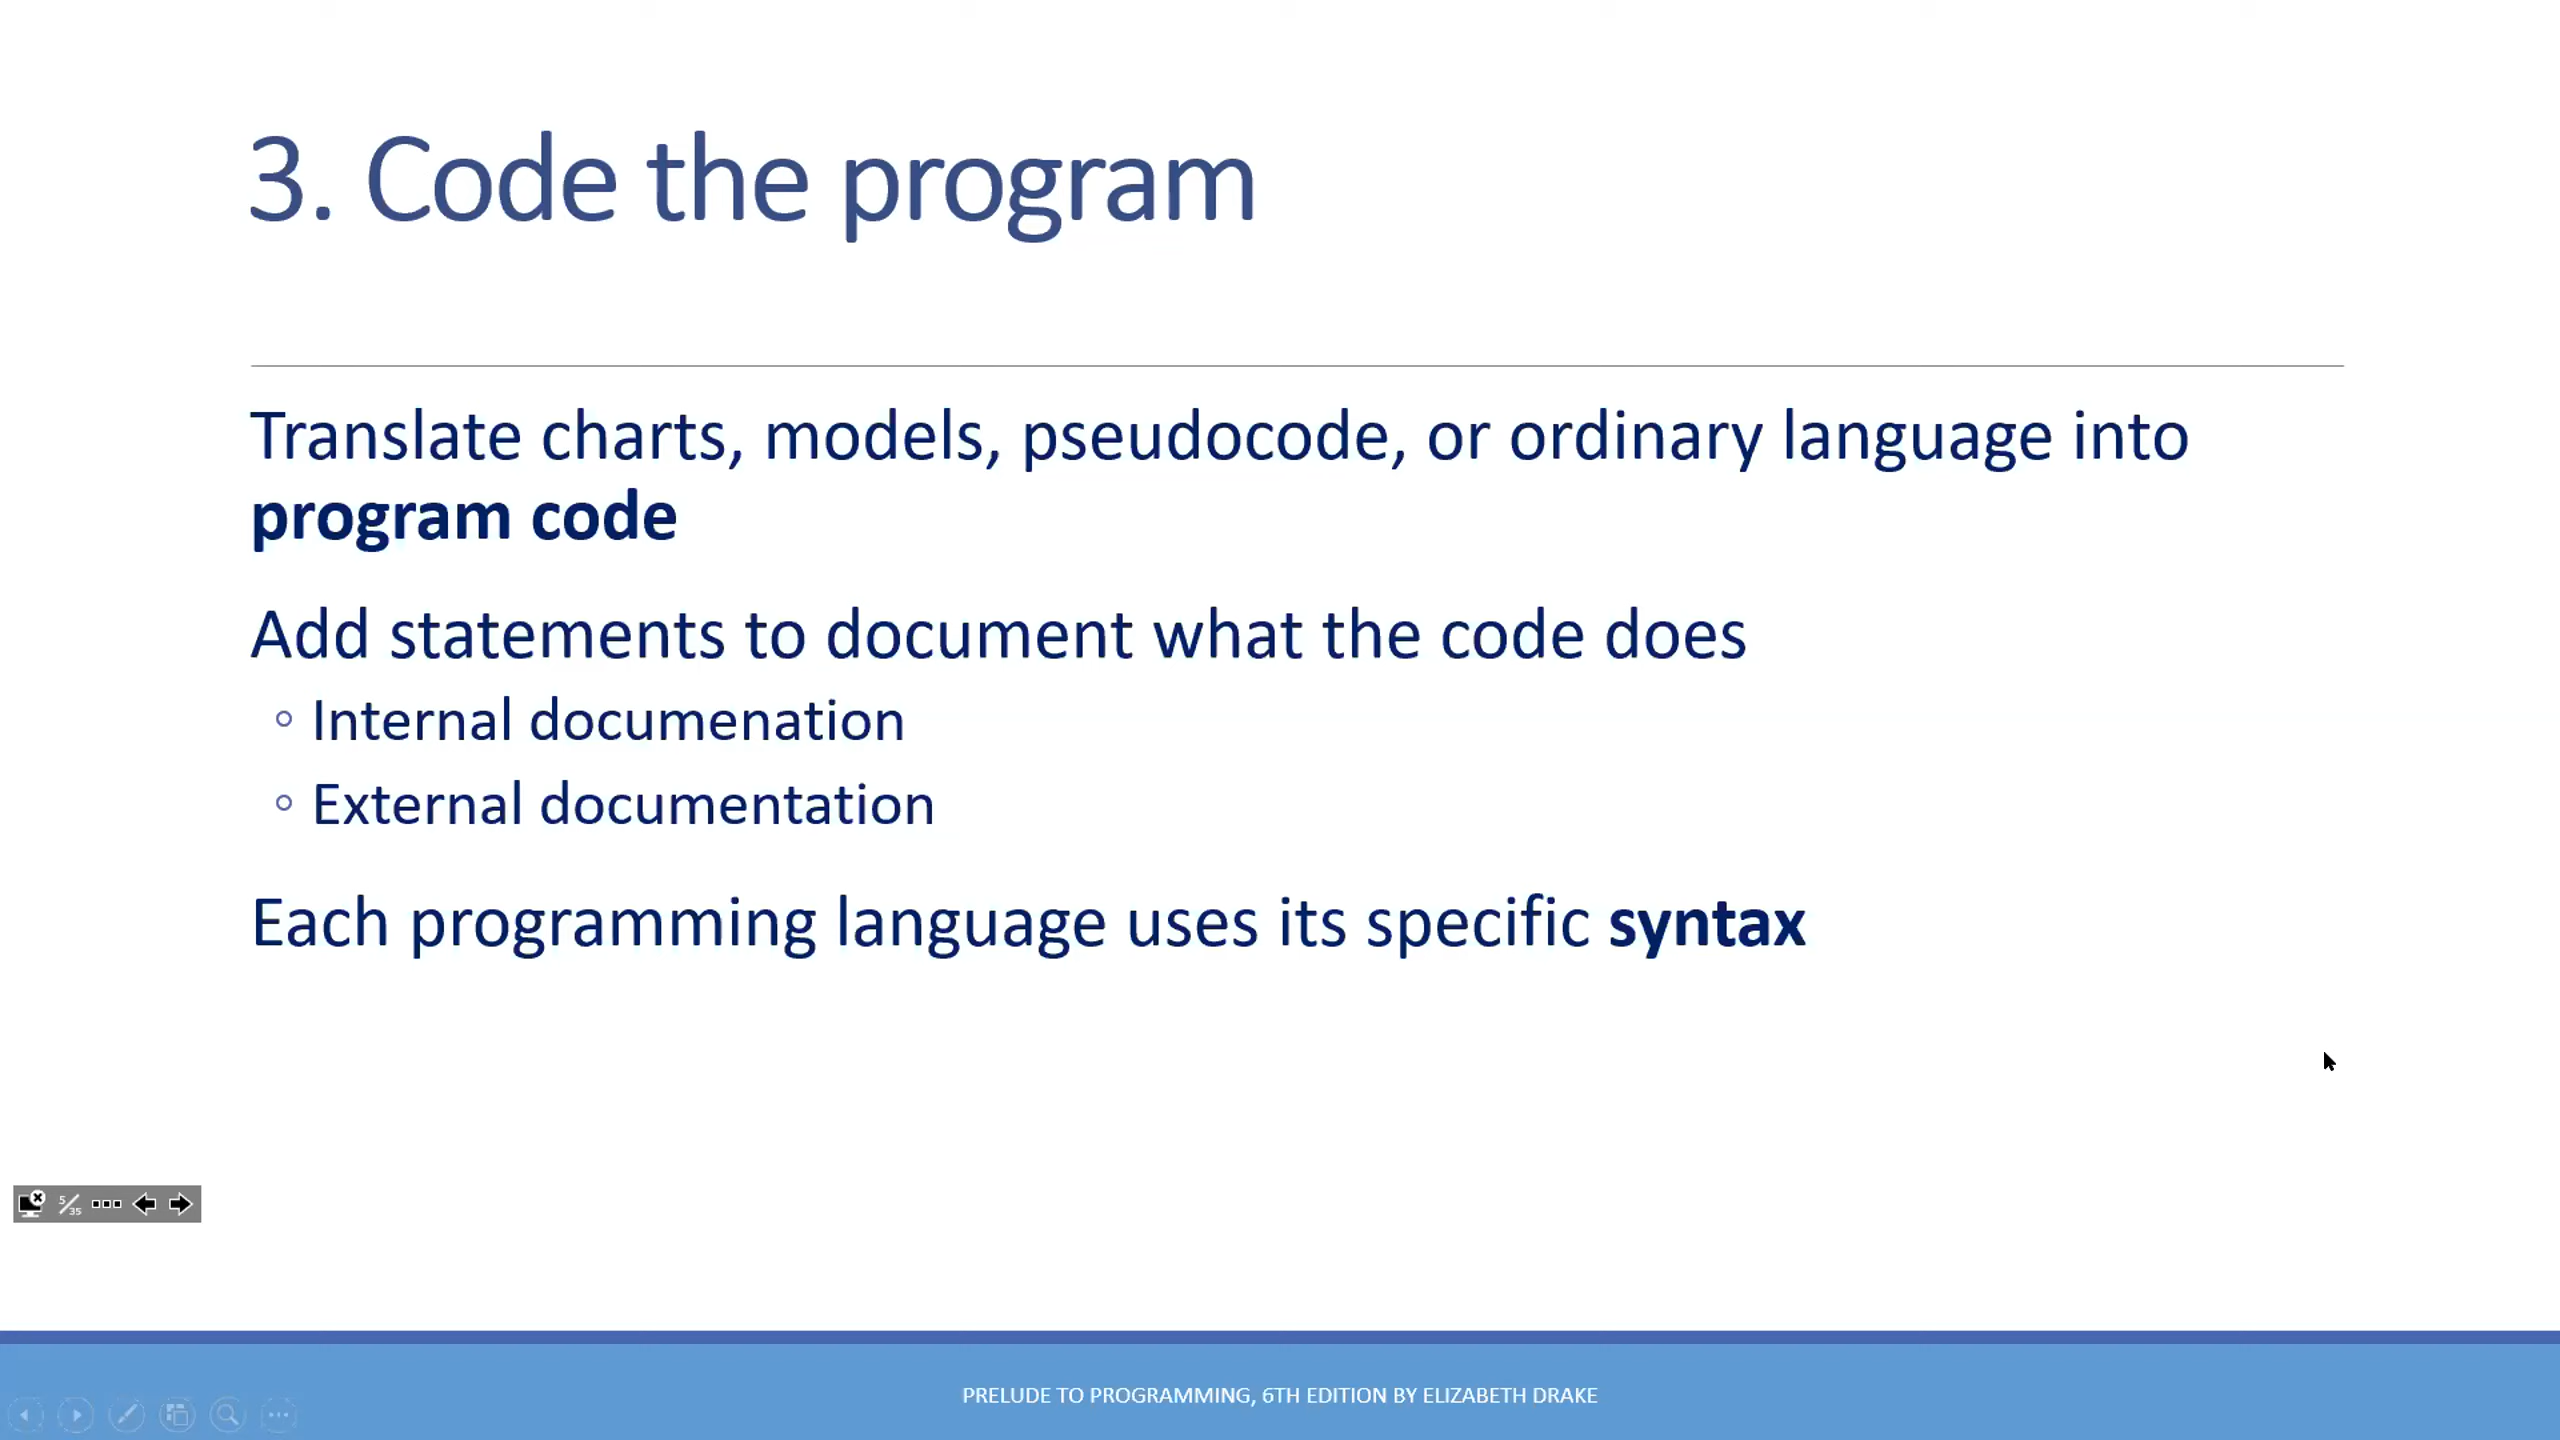 3. Code the program
Translate charts, models, pseudocode, or ordinary language into
program code
Add statements to document what the code does
◦ Internal documenation
◦ External documentation
Each programming language uses its specific syntax
5/35
PRELUDE TO PROGRAMMING, 6TH EDITION BY ELIZABETH DRAKE